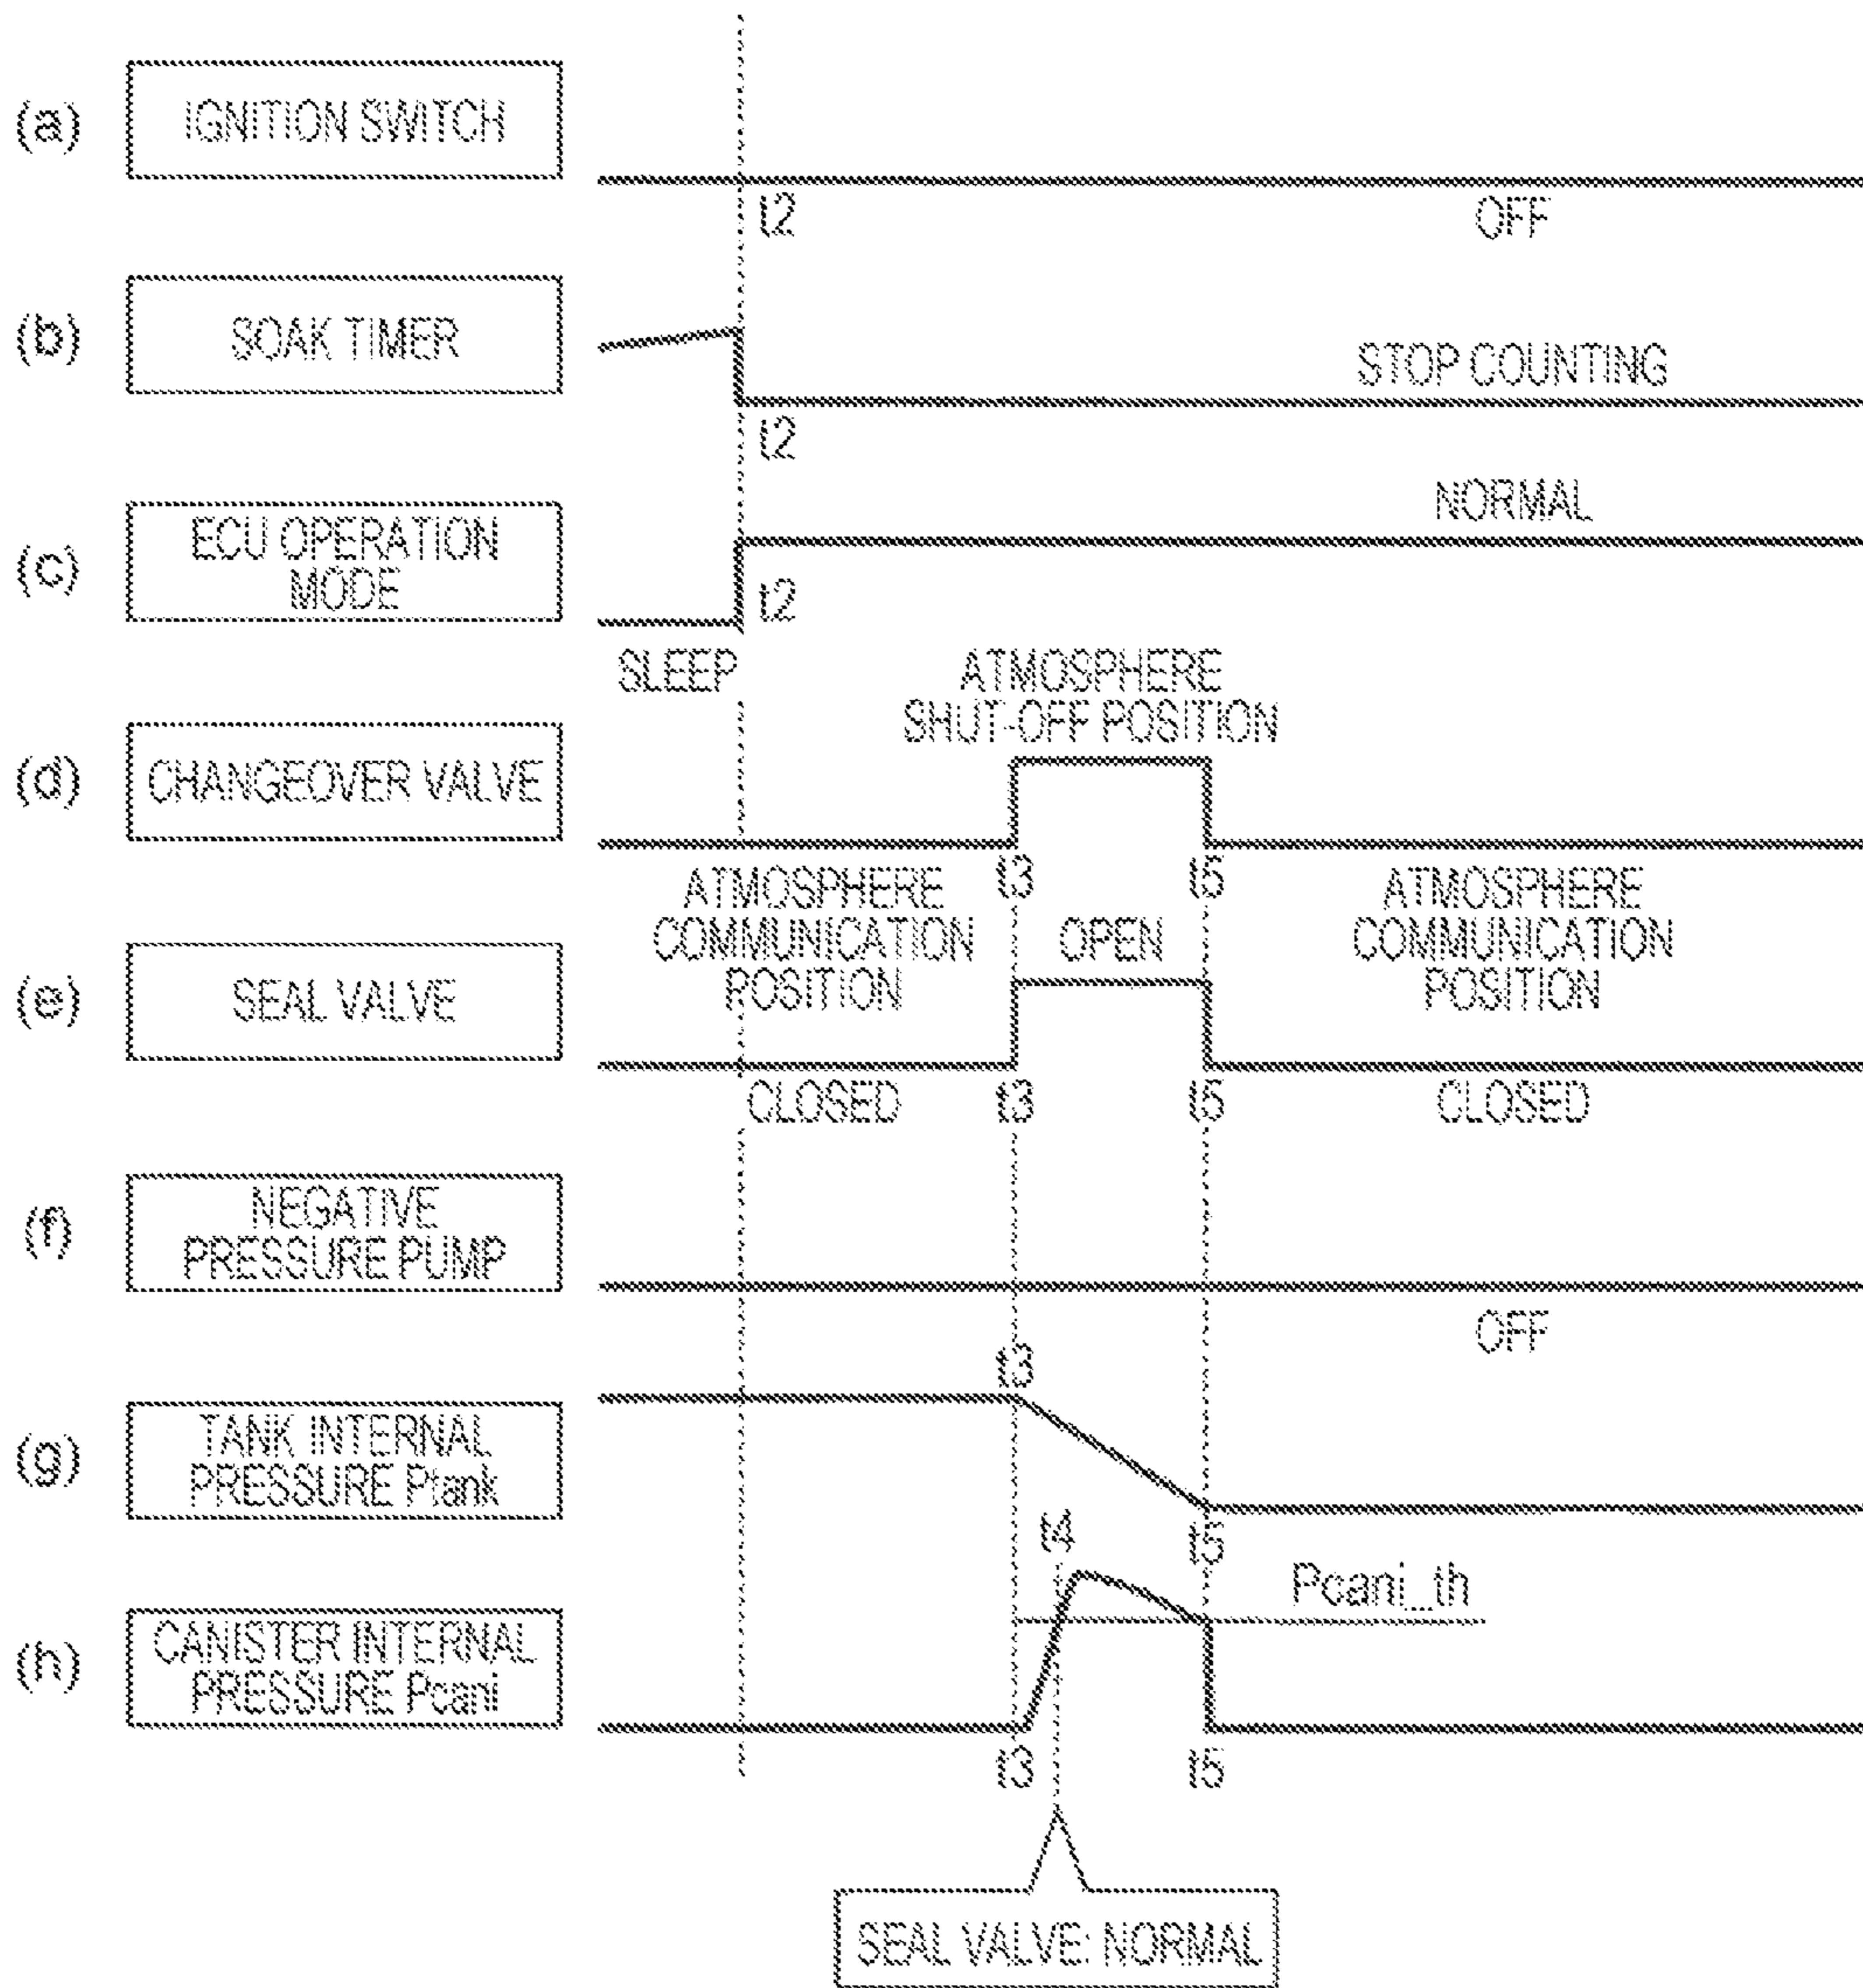 (a)
IGNITION SWITCH
t2
OFF
(b)
SOAK TIMER
STOP COUNTING
t2
(c)
ECU OPERATION
MODE
NORMAL
t2
SLEEP
(d)
CHANGEOVER VALVE
ATMOSPHERE
SHUT-OFF POSITION
t3
t5
ATMOSPHERE
COMMUNICATION
POSITION
ATMOSPHERE
COMMUNICATION
POSITION
(e)
SEAL VALVE
OPEN
CLOSED
t3
t5
CLOSED
(f)
NEGATIVE
PRESSURE PUMP
OFF
(g)
TANK INTERNAL
PRESSURE Ptank
t3
t5
(h)
CANISTER INTERNAL
PRESSURE Pcani
t4
Pcani_th
t3
t5
SEAL VALVE: NORMAL